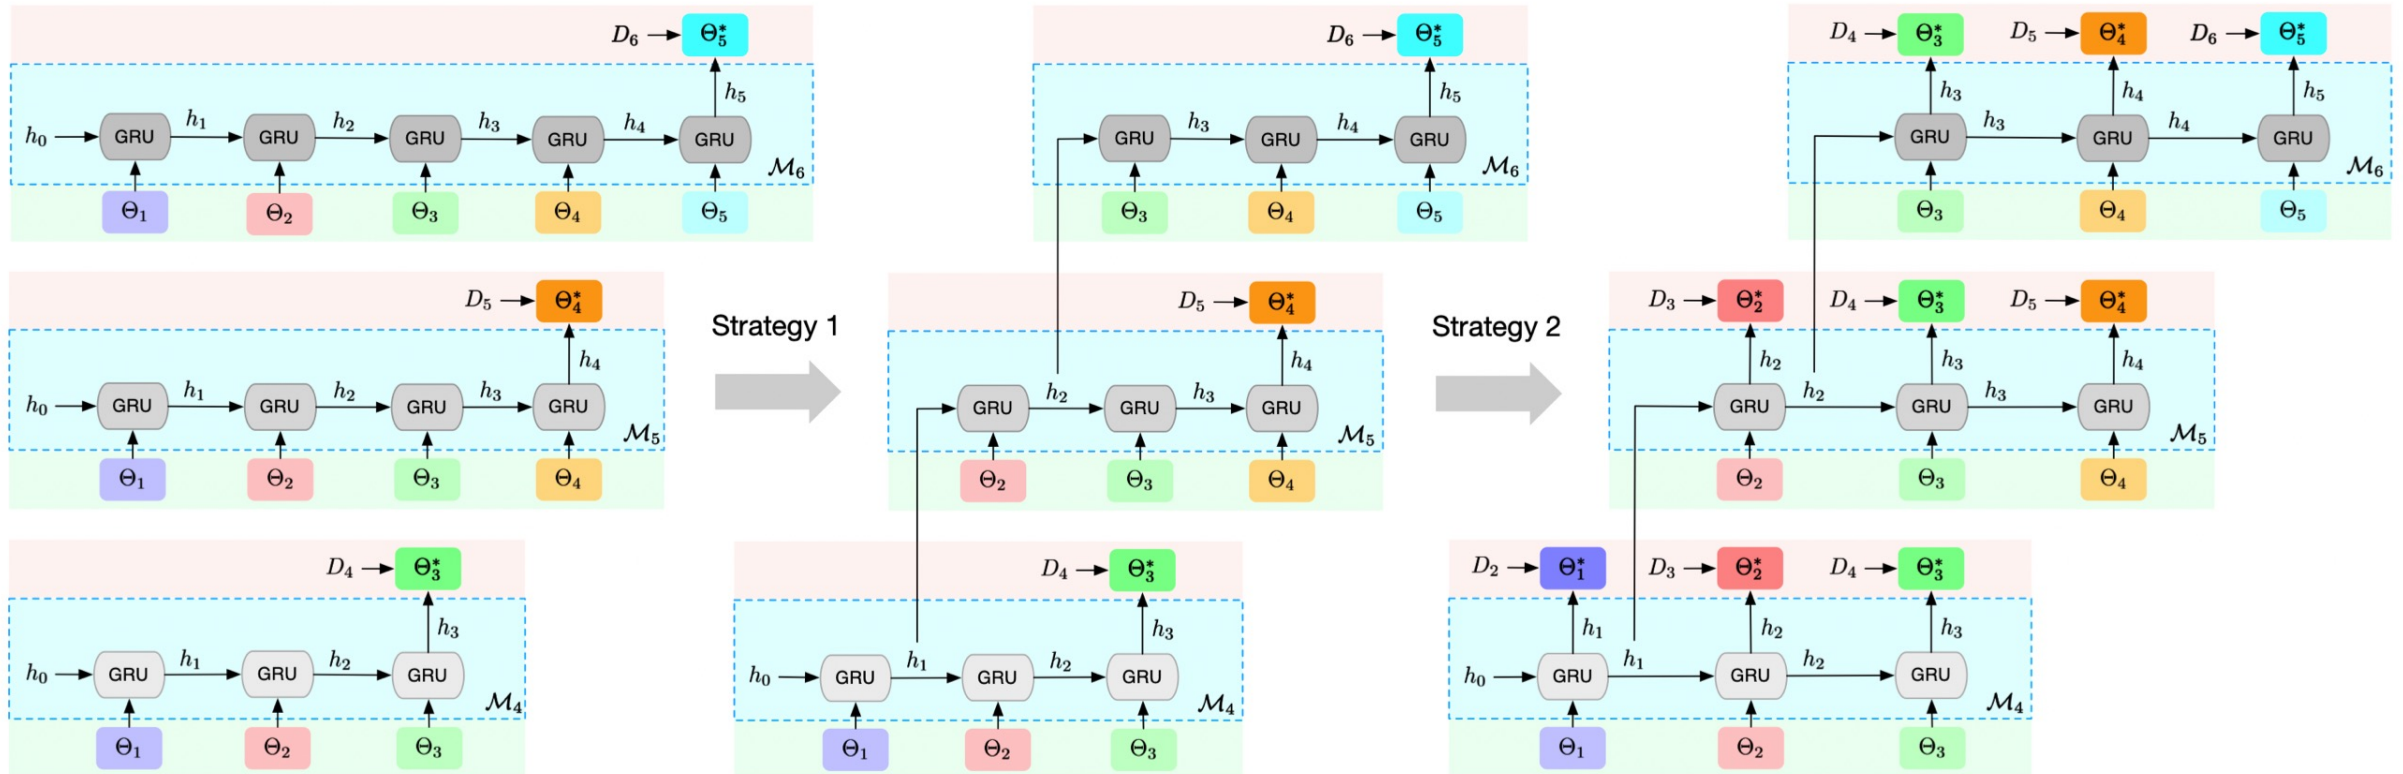 D₆ Θ₅*
h₅
h₀ GRU h₁ GRU h₂ GRU h₃ GRU h₄ GRU
ℳ₆
Θ₁ Θ₂ Θ₃ Θ₄ Θ₅
D₅ Θ₄*
h₄
h₀ GRU h₁ GRU h₂ GRU h₃ GRU
ℳ₅
Θ₁ Θ₂ Θ₃ Θ₄
D₄ Θ₃*
h₃
h₀ GRU h₁ GRU h₂ GRU
ℳ₄
Θ₁ Θ₂ Θ₃
Strategy 1
D₆ Θ₅*
h₅
GRU h₃ GRU h₄ GRU
ℳ₆
Θ₃ Θ₄ Θ₅
D₅ Θ₄*
h₄
GRU h₂ GRU h₃ GRU
ℳ₅
Θ₂ Θ₃ Θ₄
D₄ Θ₃*
h₃
h₀ GRU h₁ GRU h₂ GRU
ℳ₄
Θ₁ Θ₂ Θ₃
Strategy 2
D₄ Θ₃* D₅ Θ₄* D₆ Θ₅*
h₃ h₄ h₅
GRU h₃ GRU h₄ GRU
ℳ₆
Θ₃ Θ₄ Θ₅
D₃ Θ₂* D₄ Θ₃* D₅ Θ₄*
h₂ h₃ h₄
GRU h₂ GRU h₃ GRU
ℳ₅
Θ₂ Θ₃ Θ₄
D₂ Θ₁* D₃ Θ₂* D₄ Θ₃*
h₁ h₂ h₃
h₀ GRU h₁ GRU h₂ GRU
ℳ₄
Θ₁ Θ₂ Θ₃